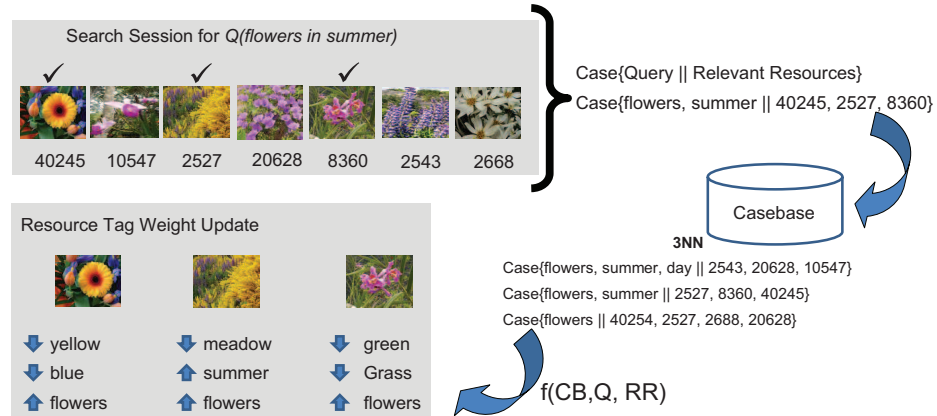 Search Session for Q(flowers in summer)
40245 10547 2527 20628 8360 2543 2668
Case{Query || Relevant Resources}
Case{flowers, summer || 40245, 2527, 8360}
Casebase
3NN
Case{flowers, summer, day || 2543, 20628, 10547}
Case{flowers, summer || 2527, 8360, 40245}
Case{flowers || 40254, 2527, 2688, 20628}
f(CB,Q, RR)
Resource Tag Weight Update
yellow meadow green
blue summer Grass
flowers flowers flowers